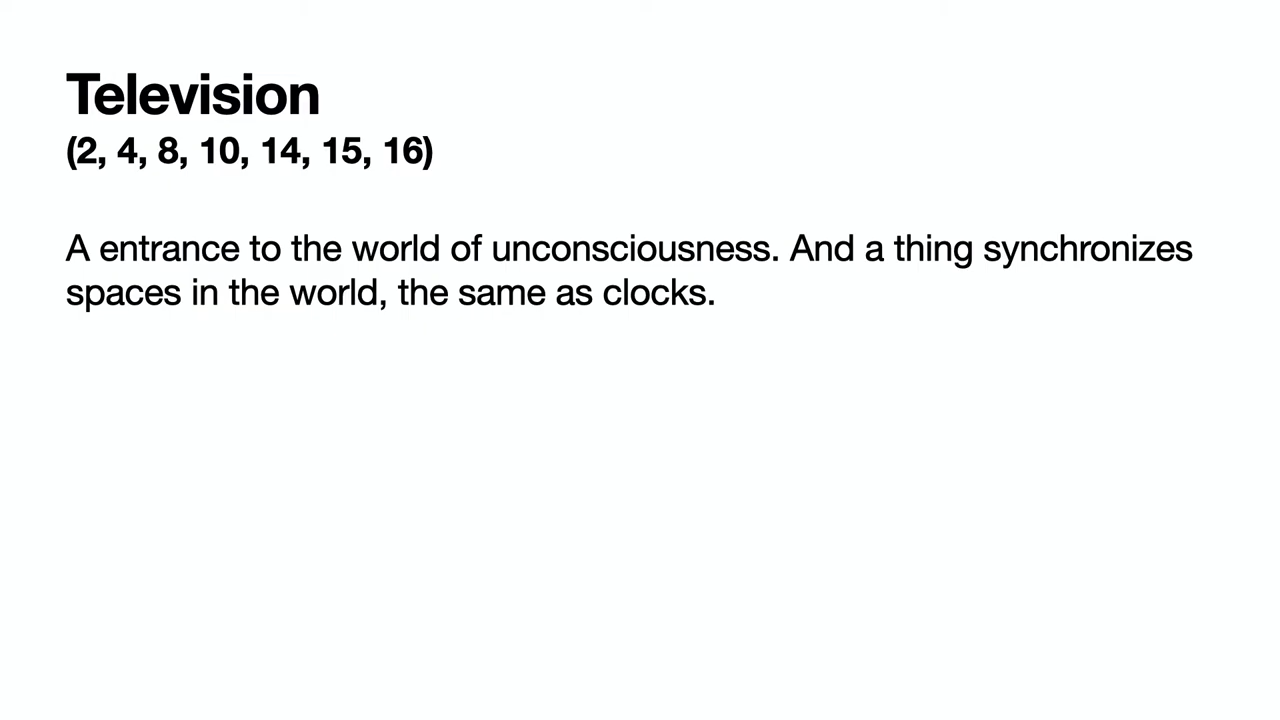 Television
(2, 4, 8, 10, 14, 15, 16)
A entrance to the world of unconsciousness. And a thing synchronizes
spaces in the world, the same as clocks.